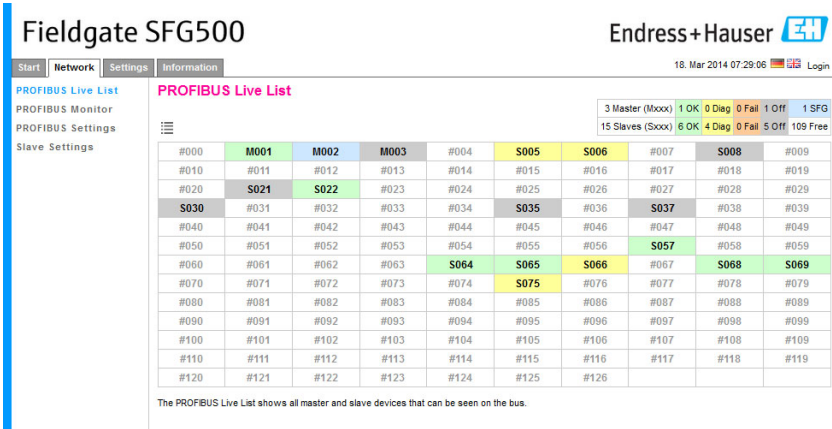 Fieldgate SFG500
Endress+Hauser EH
Start Network Settings Information
18. Mar 2014 07:29:06 Login
PROFIBUS Live List
PROFIBUS Monitor
PROFIBUS Settings
Slave Settings
PROFIBUS Live List
3 Master (Mxxx) 1 OK 0 Diag 0 Fail 1 Off 1 SFG
15 Slaves (Sxxx) 6 OK 4 Diag 0 Fail 5 Off 109 Free
#000 M001 M002 M003 #004 S005 S006 #007 S008 #009
#010 #011 #012 #013 #014 #015 #016 #017 #018 #019
#020 S021 S022 #023 #024 #025 #026 #027 #028 #029
S030 #031 #032 #033 #034 S035 #036 S037 #038 #039
#040 #041 #042 #043 #044 #045 #046 #047 #048 #049
#050 #051 #052 #053 #054 #055 #056 S057 #058 #059
#060 #061 #062 #063 S064 S065 S066 #067 S068 S069
#070 #071 #072 #073 #074 S075 #076 #077 #078 #079
#080 #081 #082 #083 #084 #085 #086 #087 #088 #089
#090 #091 #092 #093 #094 #095 #096 #097 #098 #099
#100 #101 #102 #103 #104 #105 #106 #107 #108 #109
#110 #111 #112 #113 #114 #115 #116 #117 #118 #119
#120 #121 #122 #123 #124 #125 #126
The PROFIBUS Live List shows all master and slave devices that can be seen on the bus.